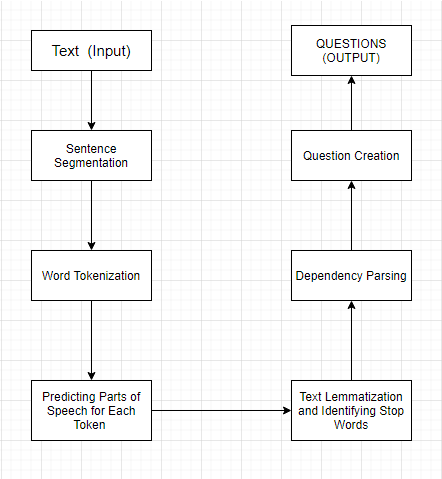 Text  (Input)
Sentence
Segmentation
Word Tokenization
Predicting Parts of
Speech for Each
Token
Text Lemmatization
and Identifying Stop
Words
Dependency Parsing
Question Creation
QUESTIONS
(OUTPUT)